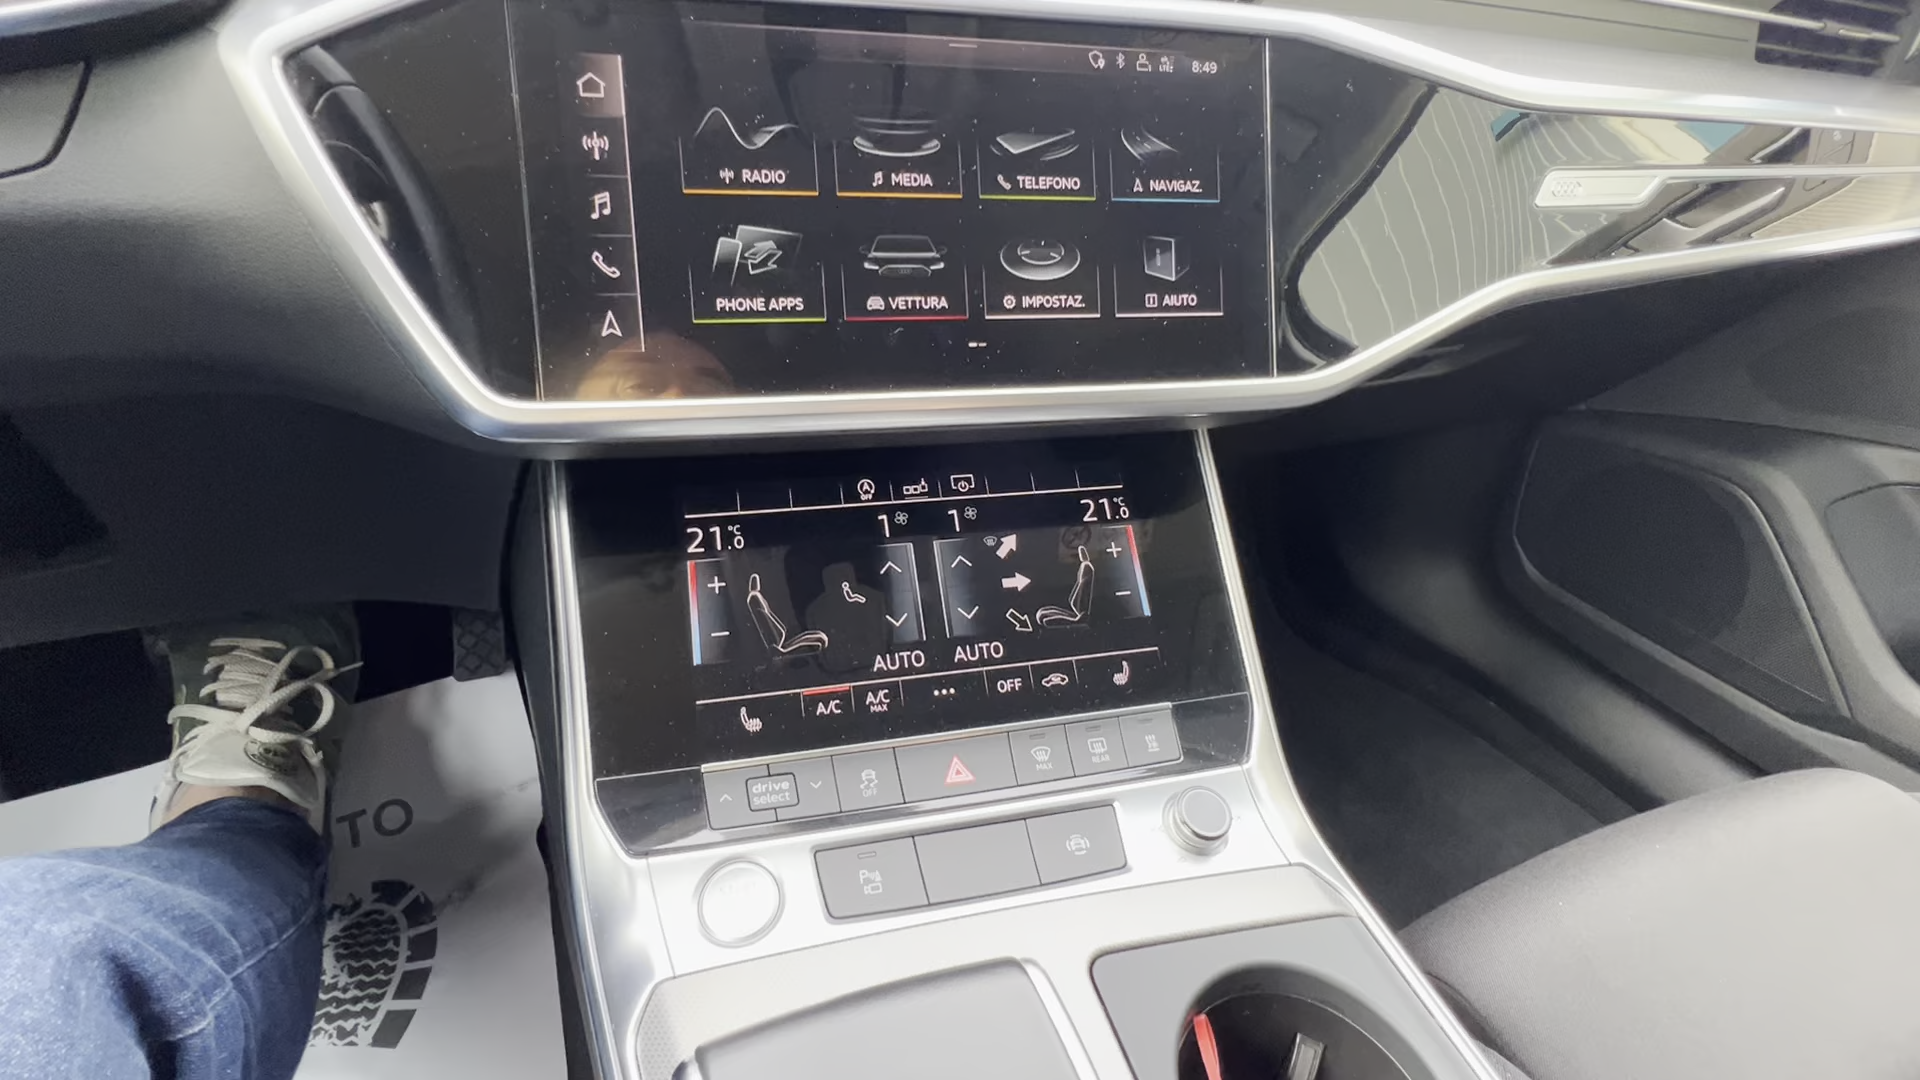 8:49
RADIO
MEDIA
TELEFONO
NAVIGAZ.
PHONE APPS
VETTURA
IMPOSTAZ.
AIUTO
OFF
21.0 °C
1
1
21.0 °C
AUTO
AUTO
A/C
A/C MAX
OFF
drive
select
OFF
MAX
REAR
P
TO